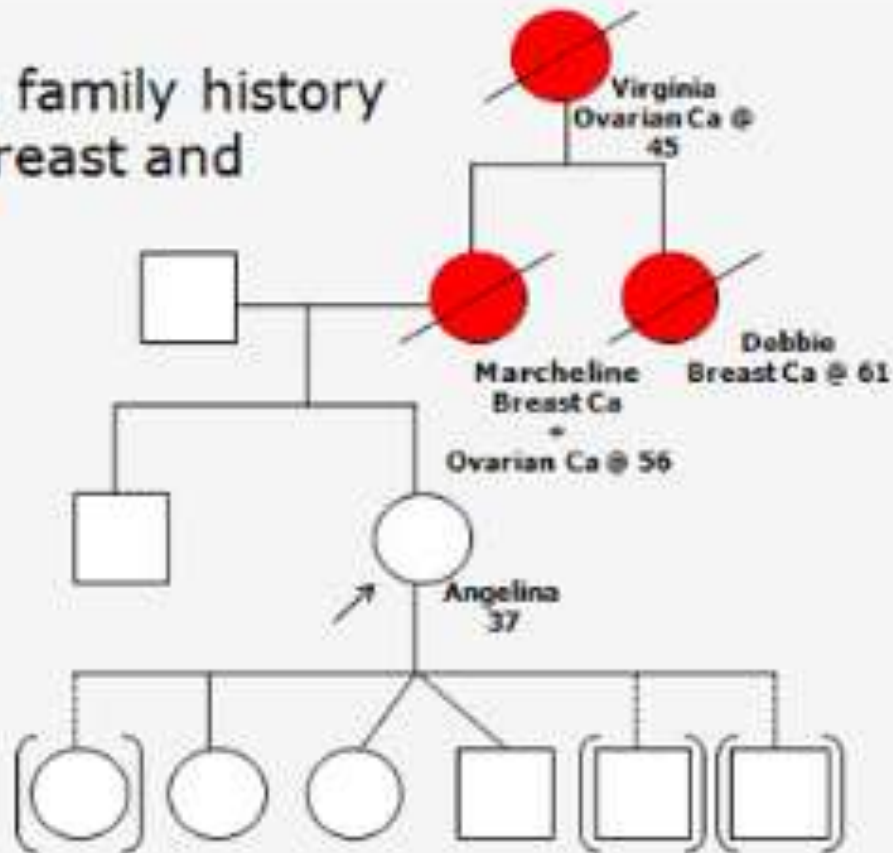 family history
reast and
Virginia
Ovarian Ca @
45
Debbie
Breast Ca @ 61
Marcheline
Breast Ca
+
Ovarian Ca @ 56
Angelina
37